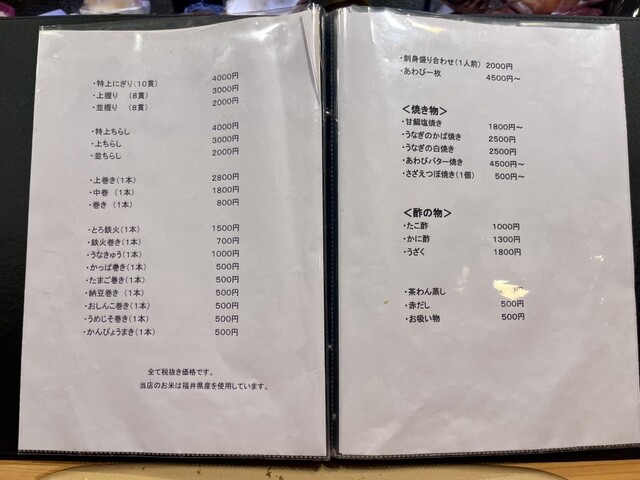 ・特上にぎり(10貫) 4000円
・上握り (8貫) 3000円
・並握り (8貫) 2000円
・特上ちらし 4000円
・上ちらし 3000円
・並ちらし 2000円
・上巻き(1本) 2800円
・中巻 (1本) 1800円
・巻き (1本) 800円
・とろ鉄火(1本) 1500円
・鉄火巻き(1本) 700円
・うなきゅう(1本) 1000円
・かっぱ巻き(1本) 500円
・たまご巻き(1本) 500円
・納豆巻き (1本) 500円
・おしんこ巻き(1本) 500円
・うめじそ巻き(1本) 500円
・かんぴょうまき(1本) 500円
全て税抜き価格です。
当店のお米は福井県産を使用しています。
・刺身盛り合わせ(1人前) 2000円
・あわび一枚 4500円～
＜焼き物＞
・甘鯛塩焼き 1800円～
・うなぎのかば焼き 2500円
・うなぎの白焼き 2500円
・あわびバター焼き 4500円～
・さざえつぼ焼き(1個) 500円～
＜酢の物＞
・たこ酢 1000円
・かに酢 1300円
・うざく 1800円
・茶わん蒸し 円
・赤だし 500円
・お吸い物 500円